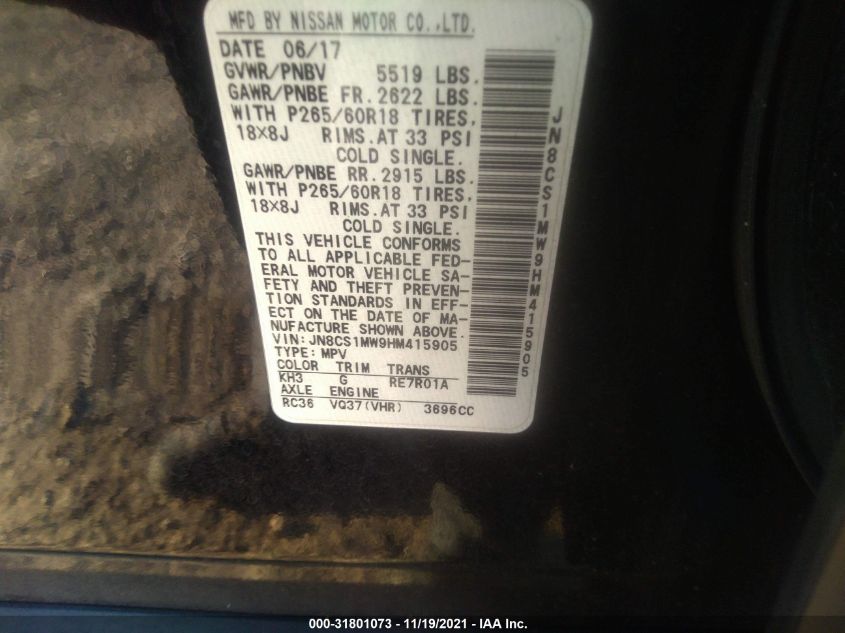 MFD BY NISSAN MOTOR CO.,LTD.
DATE 06/17
GVWR/PNBV 5519 LBS.
GAWR/PNBE FR. 2622 LBS.
WITH P265/60R18 TIRES,
18X8J RIMS.AT 33 PSI
COLD SINGLE.
GAWR/PNBE RR. 2915 LBS.
WITH P265/60R18 TIRES,
18X8J RIMS.AT 33 PSI
COLD SINGLE.
THIS VEHICLE CONFORMS
TO ALL APPLICABLE FED-
ERAL MOTOR VEHICLE SA-
FETY AND THEFT PREVEN-
TION STANDARDS IN EFF-
ECT ON THE DATE OF MA-
NUFACTURE SHOWN ABOVE.
VIN: JN8CS1MW9HM415905
TYPE: MPV
COLOR TRIM TRANS
KH3 G RE7R01A
AXLE ENGINE
RC36 VQ37(VHR) 3696CC
JN8CS1MW9HM415905
000-31801073 - 11/19/2021 - IAA Inc.